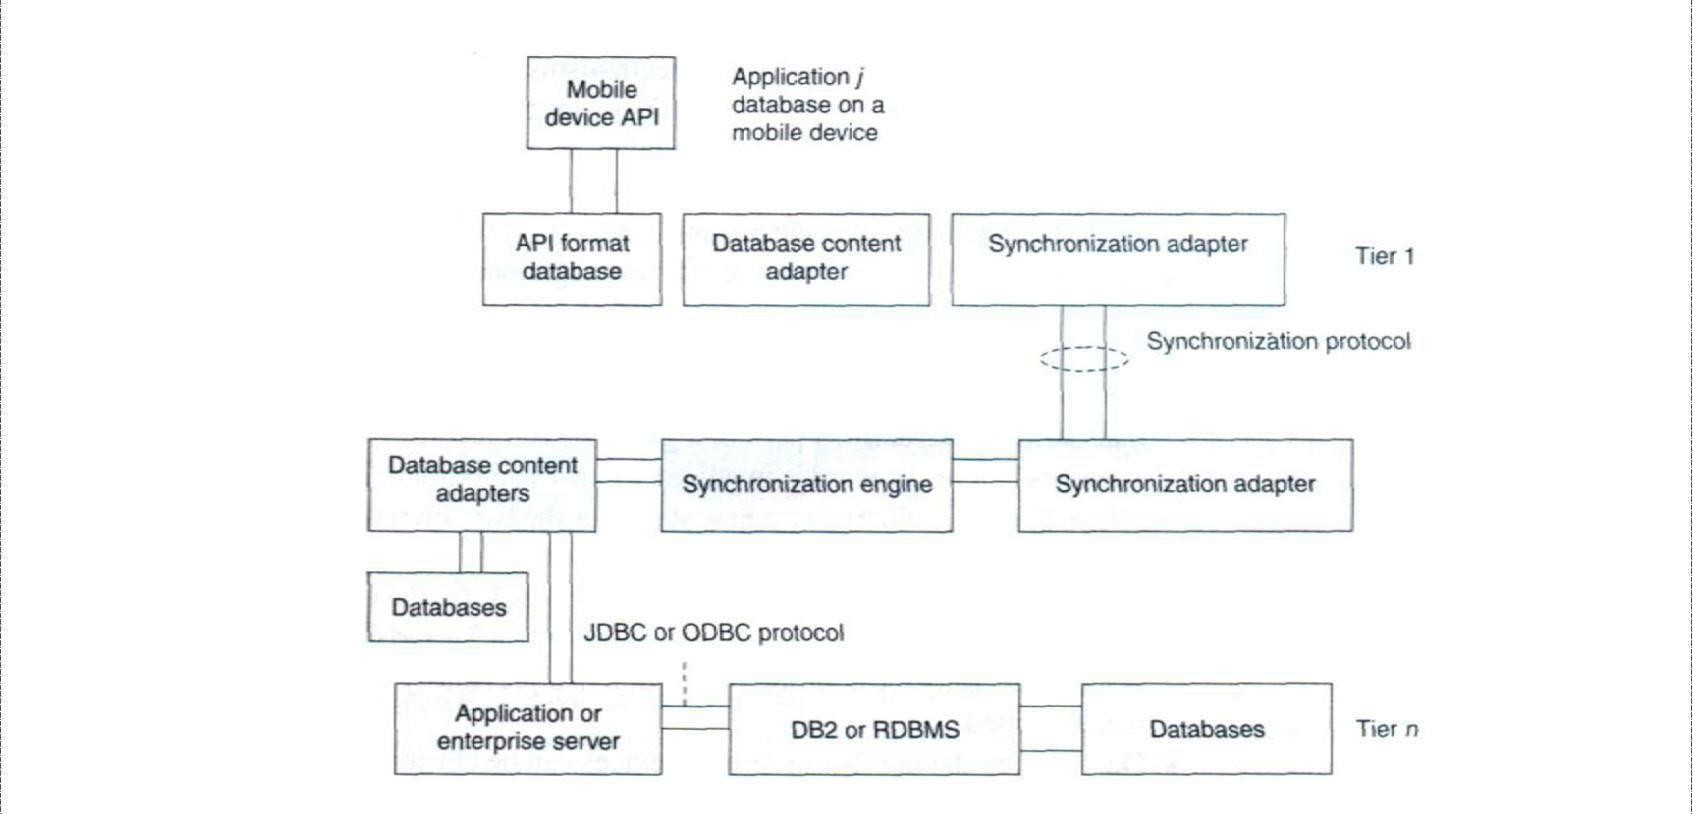 Mobile
device API
Application j
database on a
mobile device
API format
database
Database content
adapter
Synchronization adapter
Tier 1
Synchronization protocol
Database content
adapters
Synchronization engine
Synchronization adapter
Databases
JDBC or ODBC protocol
Application or
enterprise server
DB2 or RDBMS
Databases
Tier n